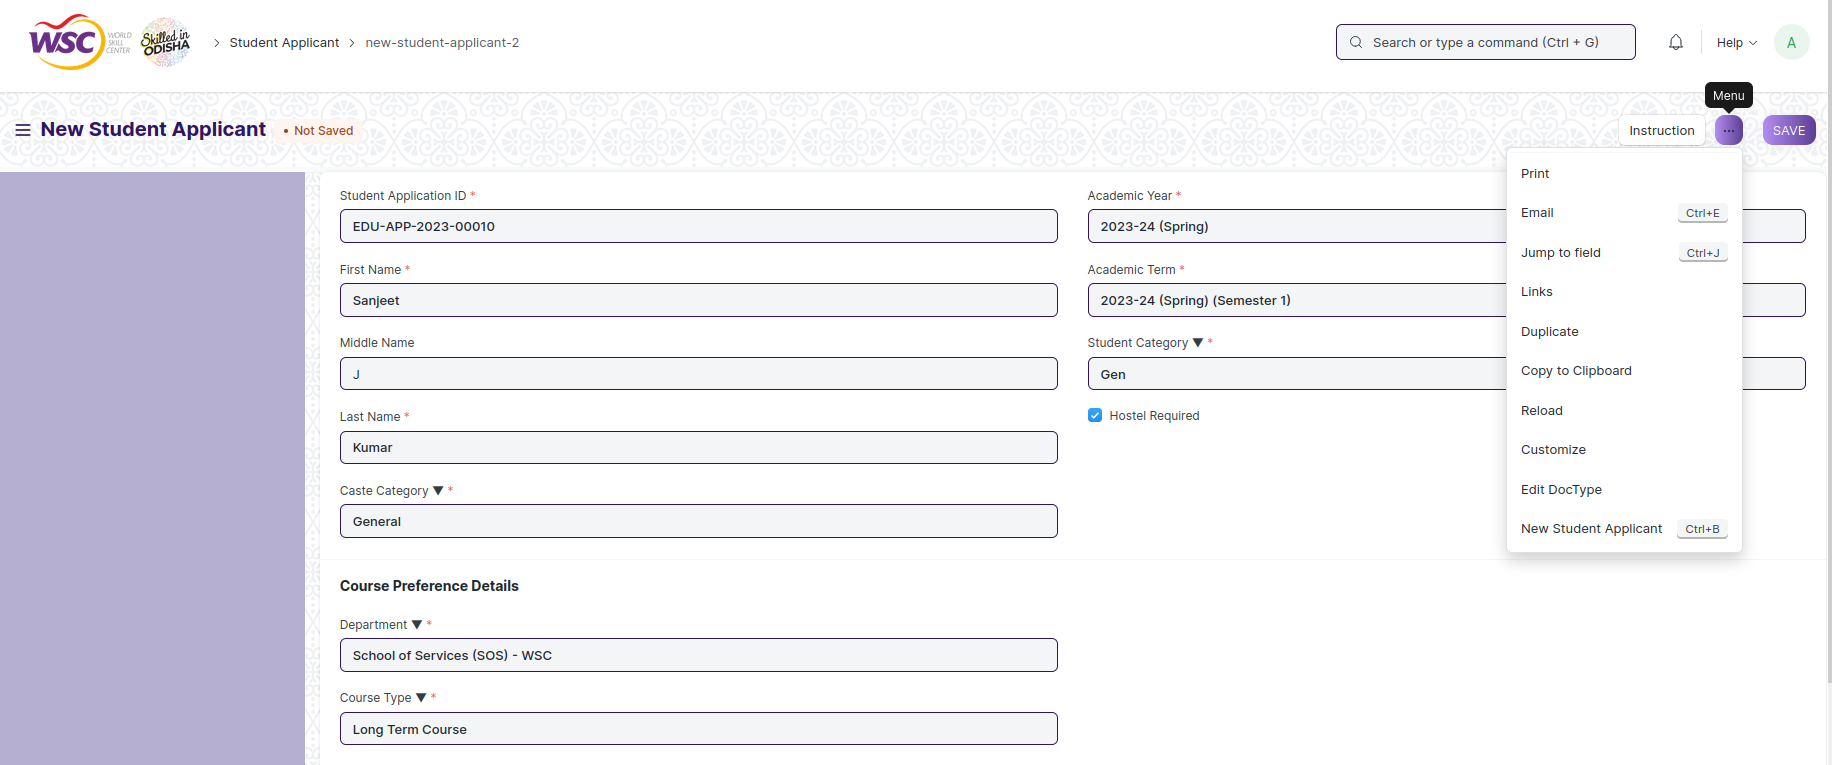 WSC
WORLD
SKILL
CENTER
Skilled in
ODISHA
Student Applicant
new-student-applicant-2
Search or type a command (Ctrl + G)
Help
A
Menu
New Student Applicant
• Not Saved
Instruction
···
SAVE
Student Application ID *
EDU-APP-2023-00010
First Name *
Sanjeet
Middle Name
J
Last Name *
Kumar
Caste Category ▼ *
General
Academic Year *
2023-24 (Spring)
Academic Term *
2023-24 (Spring) (Semester 1)
Student Category ▼ *
Gen
Hostel Required
Print
Email Ctrl+E
Jump to field Ctrl+J
Links
Duplicate
Copy to Clipboard
Reload
Customize
Edit DocType
New Student Applicant Ctrl+B
Course Preference Details
Department ▼ *
School of Services (SOS) - WSC
Course Type ▼ *
Long Term Course